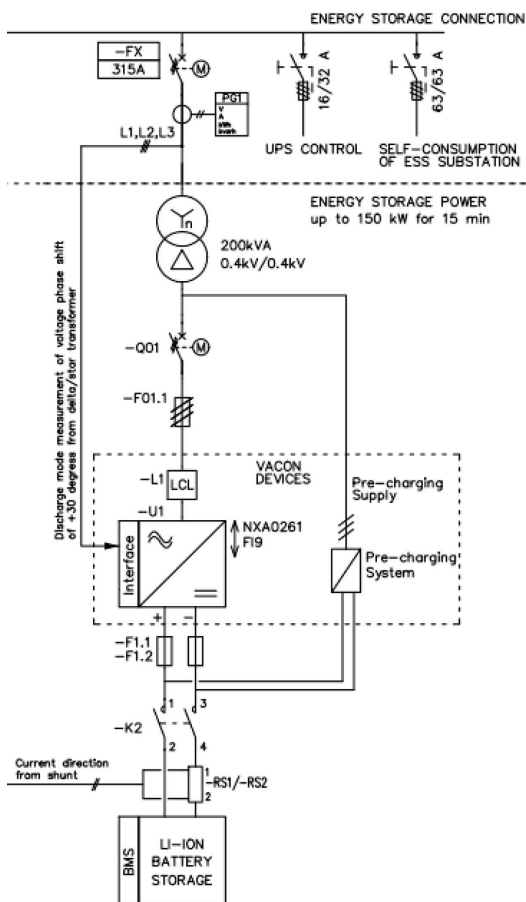 ENERGY STORAGE CONNECTION
-FX
315A
M
PG1
V
A
kWh
kvarh
L1,L2,L3
16/32 A
63/63 A
UPS CONTROL
SELF-CONSUMPTION
OF ESS SUBSTATION
ENERGY STORAGE POWER
up to 150 kW for 15 min
Yn
200kVA
0.4kV/0.4kV
Discharge mode measurement of voltage phase shift
of +30 degrees from delta/star transformer
-Q01
M
-F01.1
VACON
DEVICES
-L1
LCL
Pre-charging
Supply
-U1
Interface
NXA0261
FI9
Pre-charging
System
+
-
-F1.1
-F1.2
1
3
-K2
2
4
Current direction
from shunt
1
-RS1/-RS2
2
BMS
LI-ION
BATTERY
STORAGE